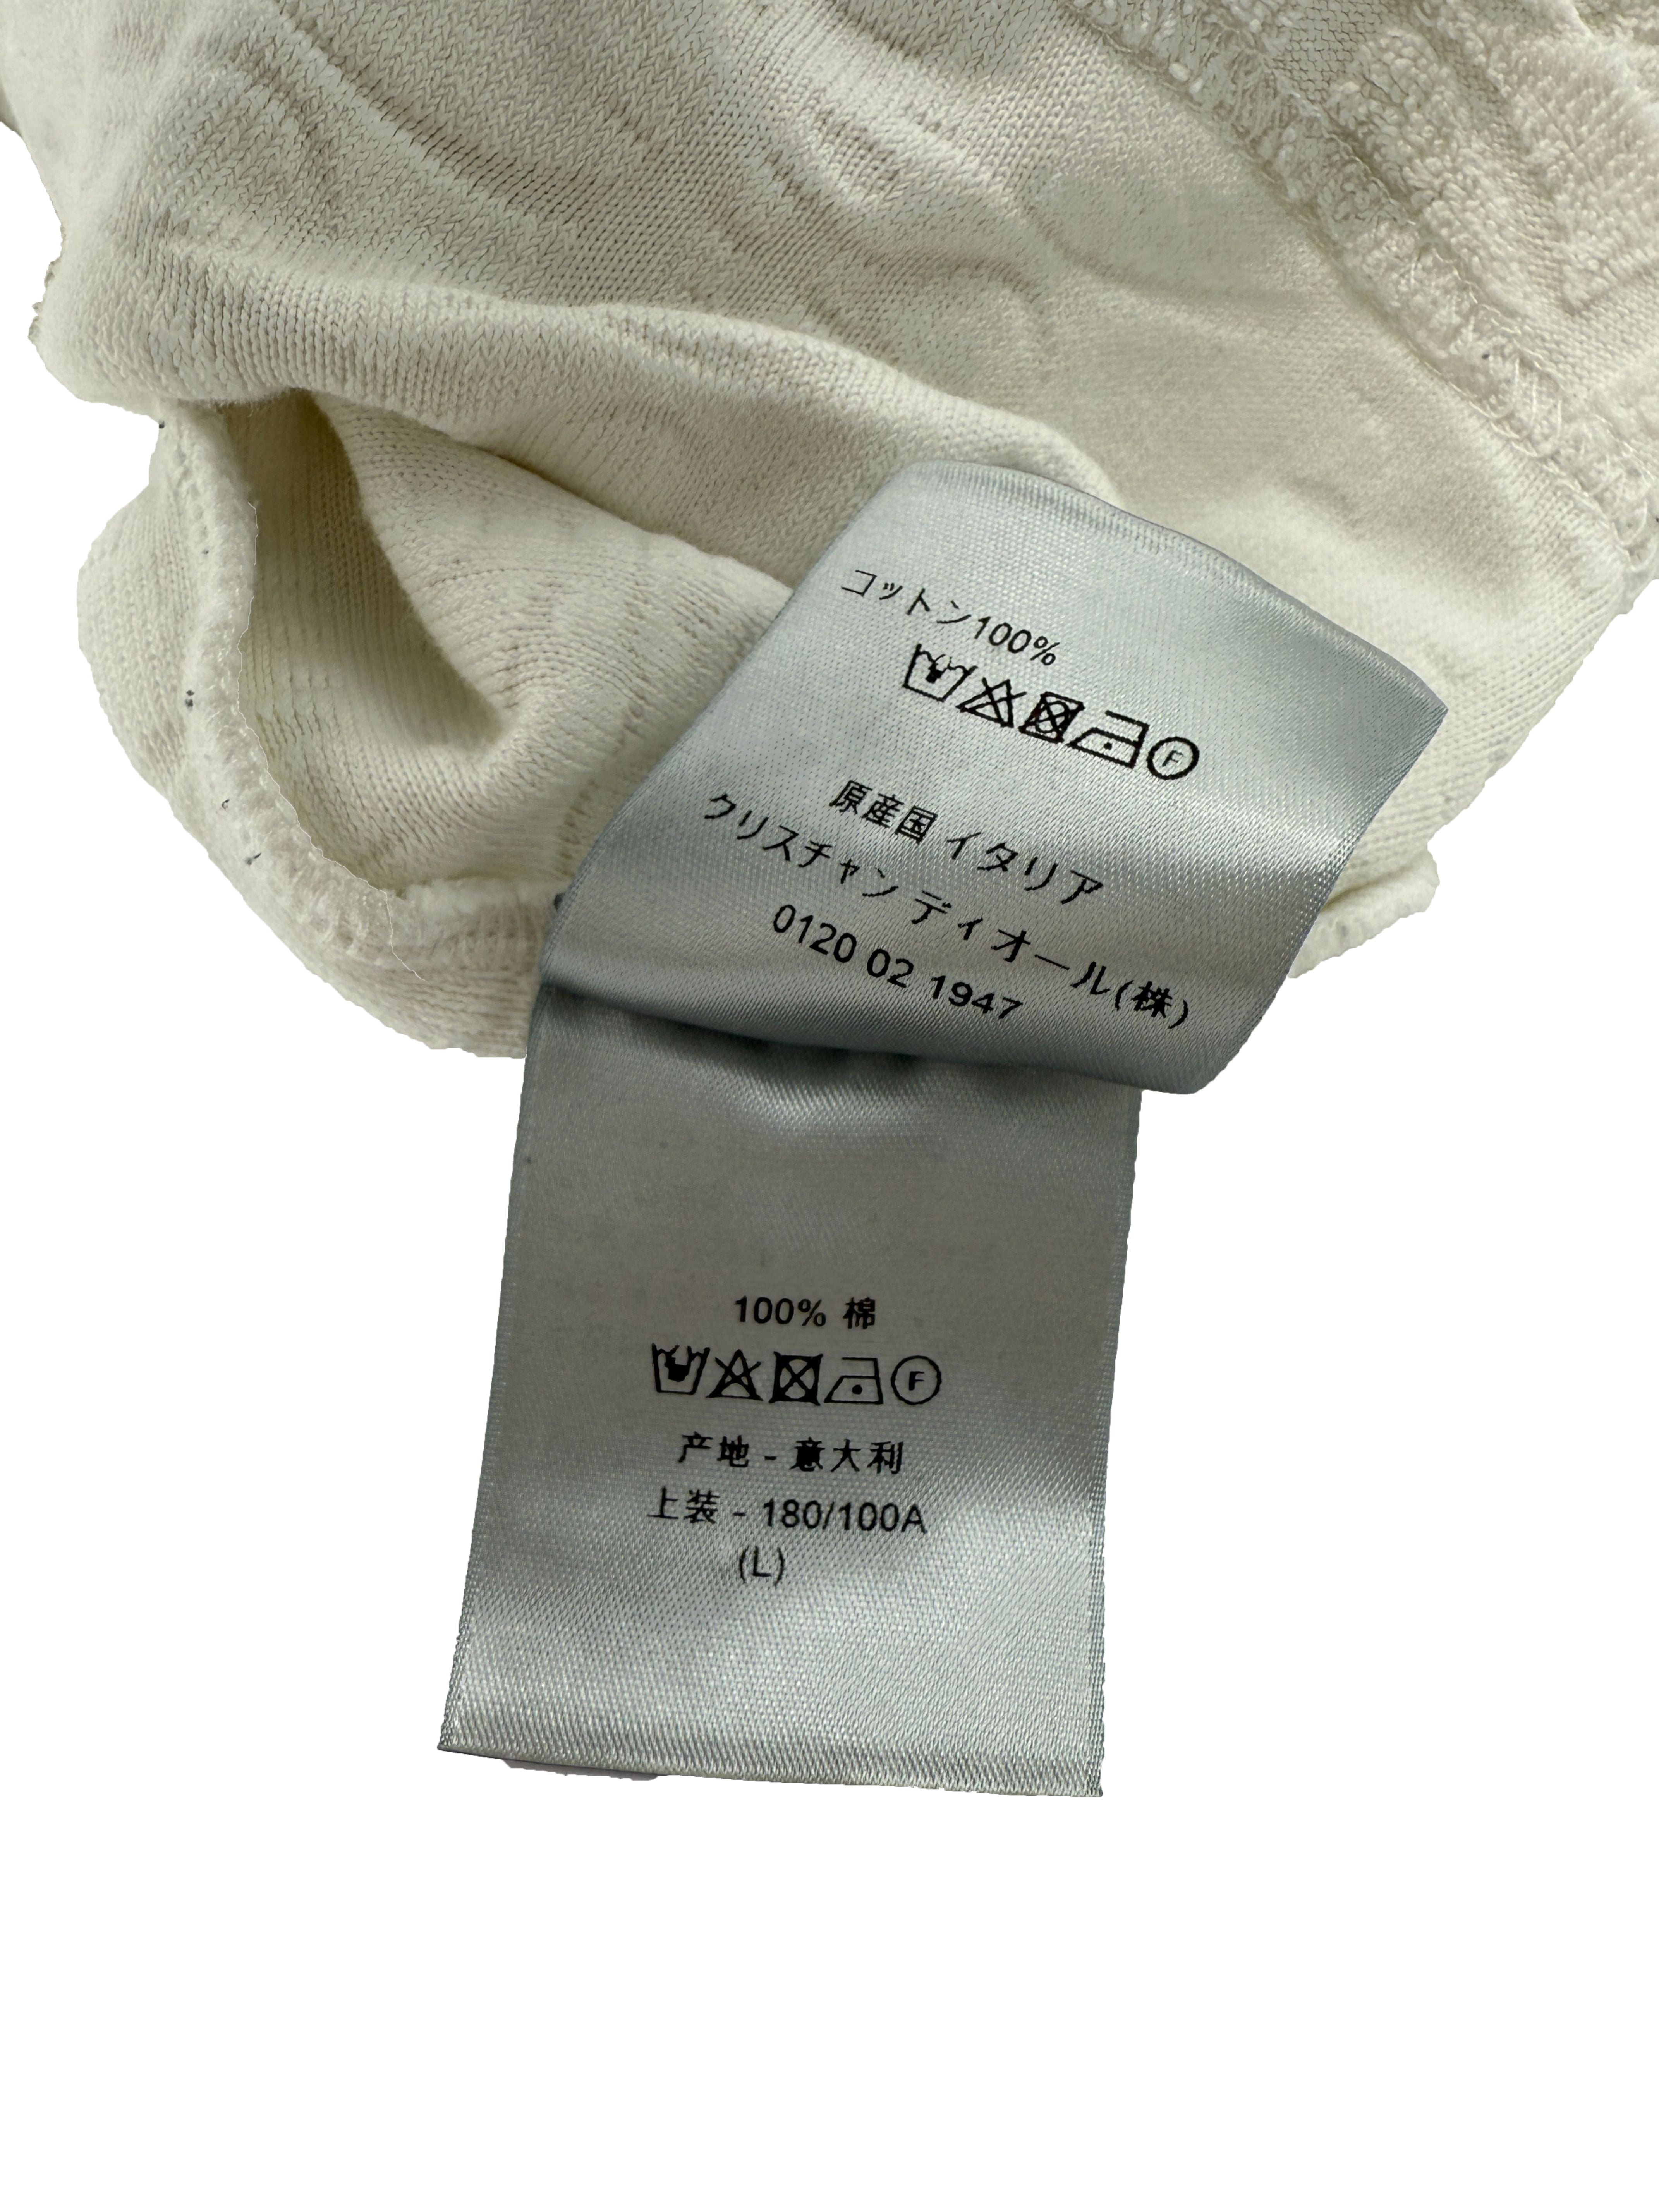 コットン100%
F
原産国 イタリア
クリスチャン ディオール(株)
0120 02 1947
100% 棉
F
产地 - 意大利
上装 - 180/100A
(L)